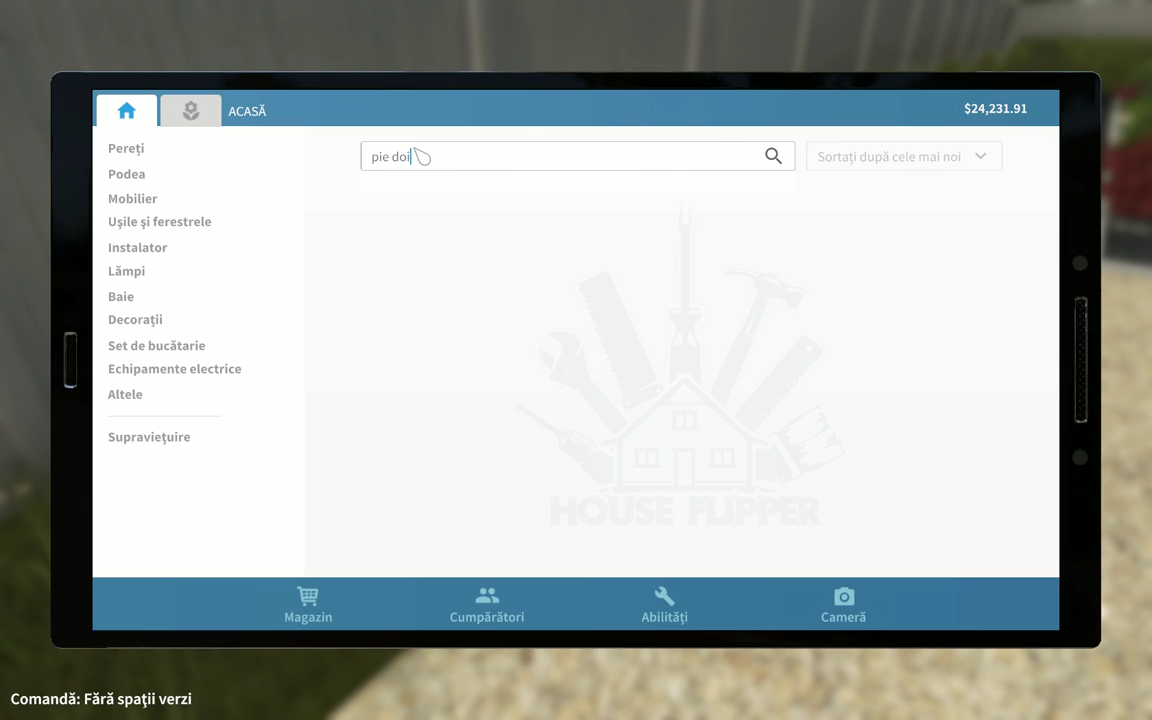 ACASĂ
$24,231.91
pie doi
Sortați după cele mai noi
Pereți
Podea
Mobilier
Ușile și ferestrele
Instalator
Lămpi
Baie
Decorații
Set de bucătarie
Echipamente electrice
Altele
Supraviețuire
HOUSE FLIPPER
Magazin
Cumpărători
Abilități
Cameră
Comandă: Fără spații verzi